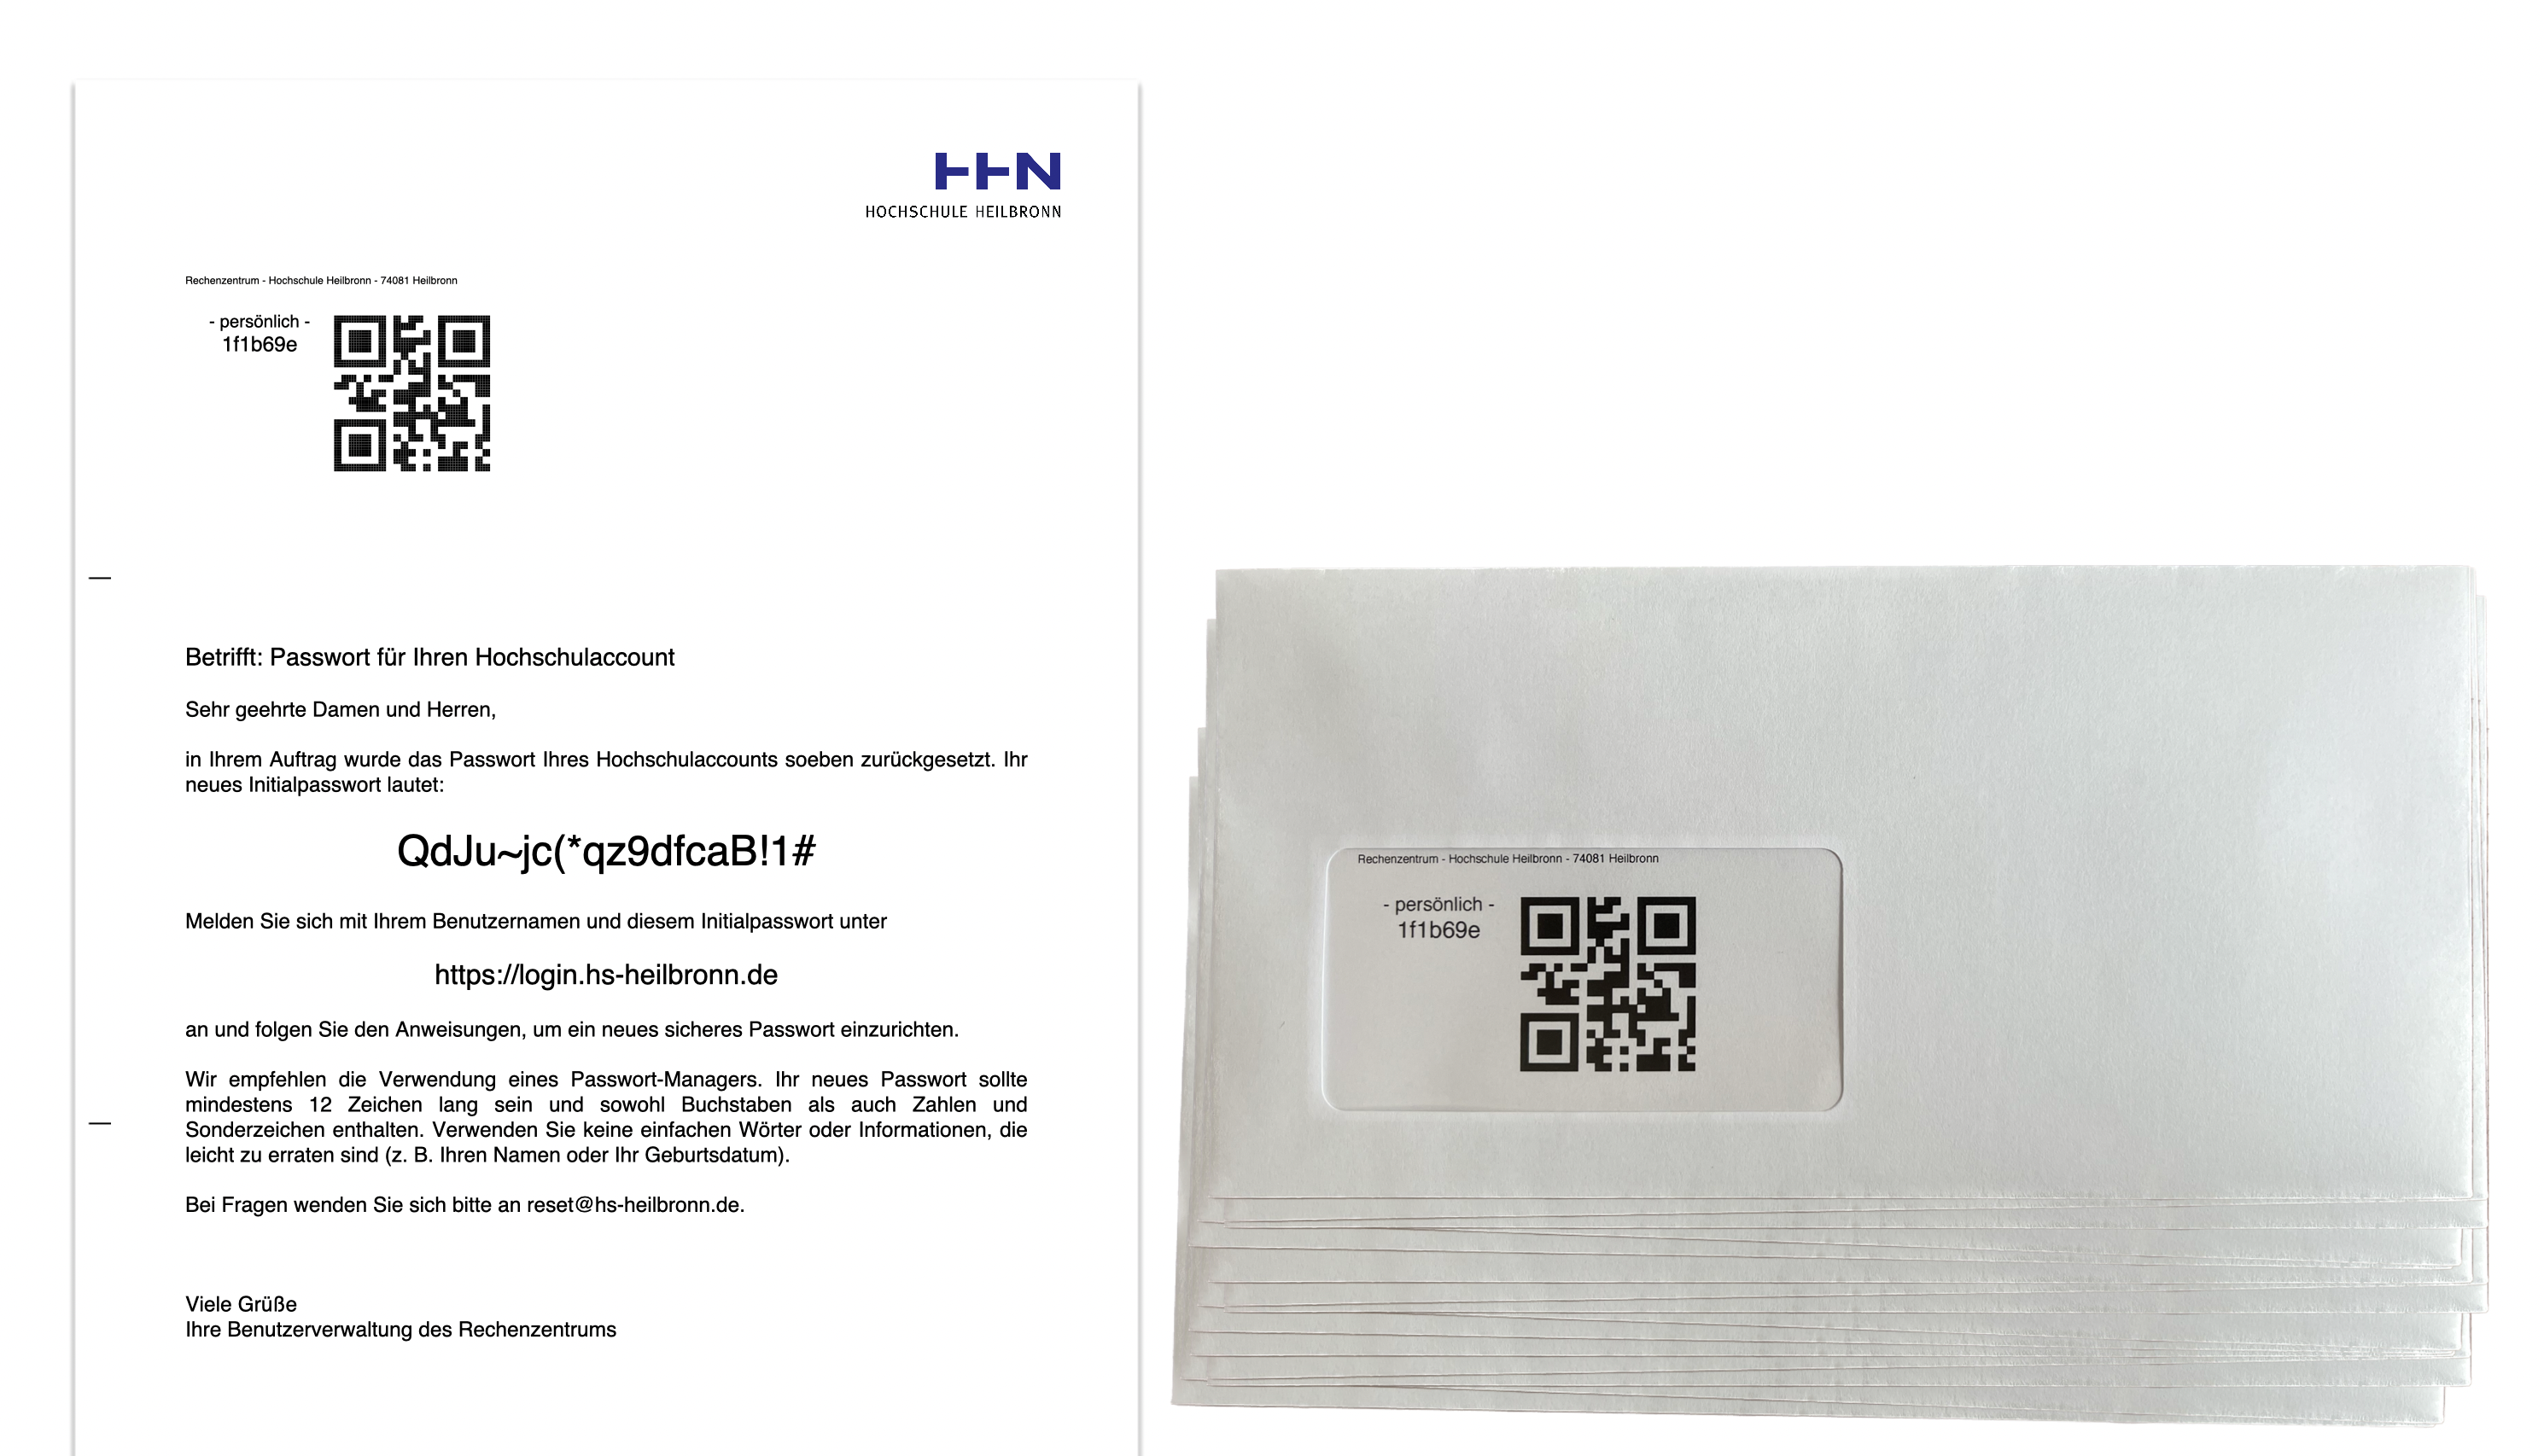 HHN
HOCHSCHULE HEILBRONN
Rechenzentrum - Hochschule Heilbronn - 74081 Heilbronn
- persönlich -
1f1b69e
Betrifft: Passwort für Ihren Hochschulaccount
Sehr geehrte Damen und Herren,
in Ihrem Auftrag wurde das Passwort Ihres Hochschulaccounts soeben zurückgesetzt. Ihr
neues Initialpasswort lautet:
QdJu~jc(*qz9dfcaB!1#
Melden Sie sich mit Ihrem Benutzernamen und diesem Initialpasswort unter
https://login.hs-heilbronn.de
an und folgen Sie den Anweisungen, um ein neues sicheres Passwort einzurichten.
Wir empfehlen die Verwendung eines Passwort-Managers. Ihr neues Passwort sollte
mindestens 12 Zeichen lang sein und sowohl Buchstaben als auch Zahlen und
Sonderzeichen enthalten. Verwenden Sie keine einfachen Wörter oder Informationen, die
leicht zu erraten sind (z. B. Ihren Namen oder Ihr Geburtsdatum).
Bei Fragen wenden Sie sich bitte an reset@hs-heilbronn.de.
Viele Grüße
Ihre Benutzerverwaltung des Rechenzentrums
Rechenzentrum - Hochschule Heilbronn - 74081 Heilbronn
- persönlich -
1f1b69e